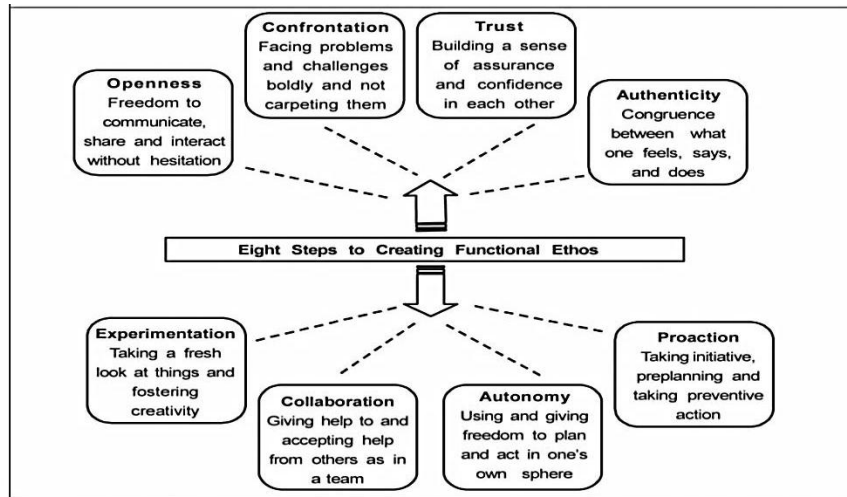 Openness
Freedom to
communicate,
share and interact
without hesitation
Confrontation
Facing problems
and challenges
boldly and not
carpeting them
Trust
Building a sense
of assurance
and confidence
in each other
Authenticity
Congruence
between what
one feels, says,
and does
Eight Steps to Creating Functional Ethos
Experimentation
Taking a fresh
look at things and
fostering
creativity
Collaboration
Giving help to and
accepting help
from others as in
a team
Autonomy
Using and giving
freedom to plan
and act in one's
own sphere
Proaction
Taking initiative,
preplanning and
taking preventive
action